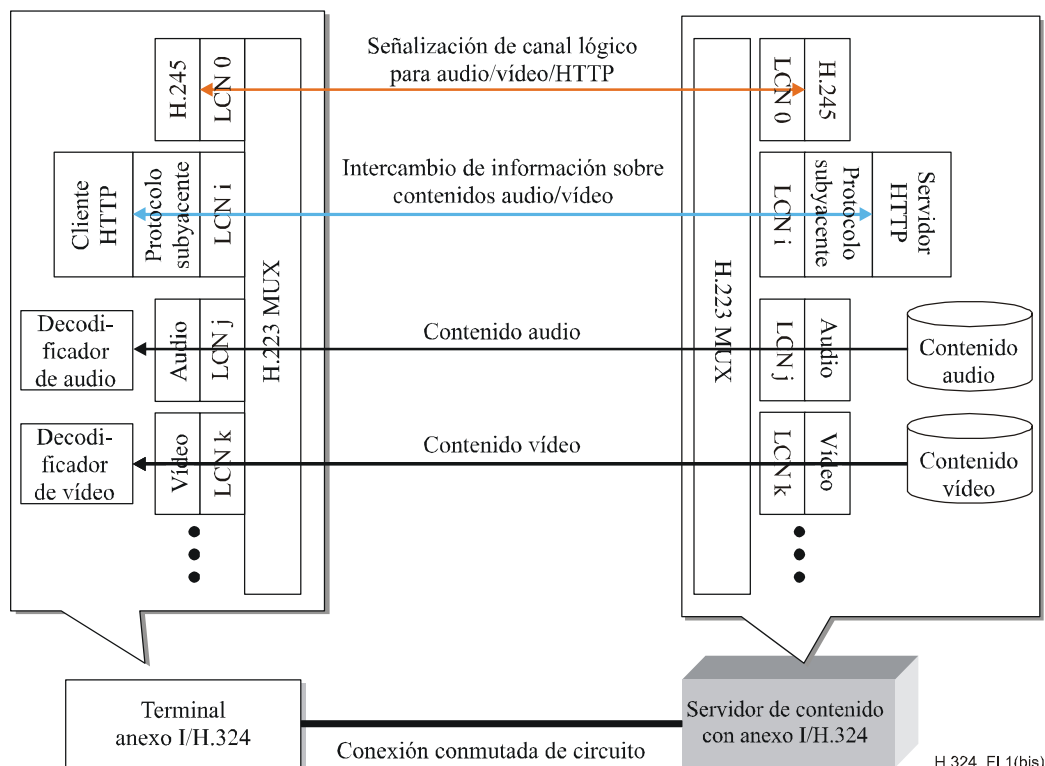 Señalización de canal lógico
para audio/vídeo/HTTP
H.245
LCN 0
LCN 0
H.245
Intercambio de información sobre
contenidos audio/vídeo
Cliente
HTTP
Protocolo
subyacente
LCN i
LCN i
Protocolo
subyacente
Servidor
HTTP
H.223 MUX
H.223 MUX
Decodi-
ficador
de audio
Audio
LCN j
Contenido audio
LCN j
Audio
Contenido
audio
Decodi-
ficador
de vídeo
Vídeo
LCN k
Contenido vídeo
LCN k
Vídeo
Contenido
vídeo
Terminal
anexo I/H.324
Conexión conmutada de circuito
Servidor de contenido
con anexo I/H.324
H.324_FI.1(bis)